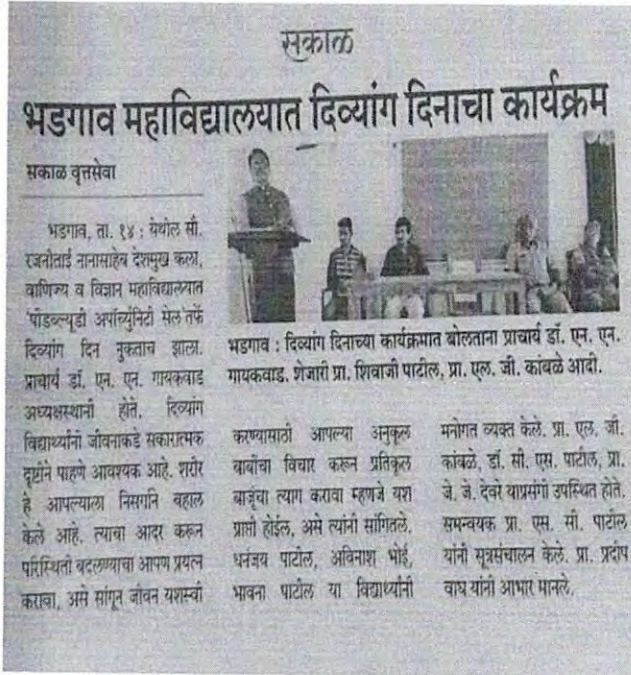 सकाळ
भडगाव महाविद्यालयात दिव्यांग दिनाचा कार्यक्रम
सकाळ वृत्तसेवा
भडगाव, ता. १४ : येथील सौ.
रजनीताई नानासाहेब देशमुख कला,
वाणिज्य व विज्ञान महाविद्यालयात
'पीडब्ल्यूडी अपॉर्च्युनिटी सेल'तर्फे
दिव्यांग दिन नुकताच झाला.
प्राचार्य डॉ. एन. एन. गायकवाड
अध्यक्षस्थानी होते. दिव्यांग
विद्यार्थ्यांनी जीवनाकडे सकारात्मक
दृष्टीने पाहणे आवश्यक आहे. शरीर
हे आपल्याला निसर्गाने बहाल
केले आहे. त्याचा आदर करून
परिस्थिती बदलण्याचा आपण प्रयत्न
करावा, असे सांगून जीवन यशस्वी
भडगाव : दिव्यांग दिनाच्या कार्यक्रमात बोलताना प्राचार्य डॉ. एन. एन.
गायकवाड. शेजारी प्रा. शिवाजी पाटील, प्रा. एल. जी. कांबळे आदी.
करण्यासाठी आपल्या अनुकूल
बाबींचा विचार करून प्रतिकूल
बाजूंचा त्याग करावा म्हणजे यश
प्राप्ती होईल, असे त्यांनी सांगितले.
धनंजय पाटील, अविनाश भोई,
भावना पाटील या विद्यार्थ्यांनी
मनोगत व्यक्त केले. प्रा. एल. जी.
कांबळे, डॉ. सी. एस. पाटील, प्रा.
जे. जे. देवरे याप्रसंगी उपस्थित होते.
समन्वयक प्रा. एस. सी. पाटील
यांनी सूत्रसंचालन केले. प्रा. प्रदीप
वाघ यांनी आभार मानले.